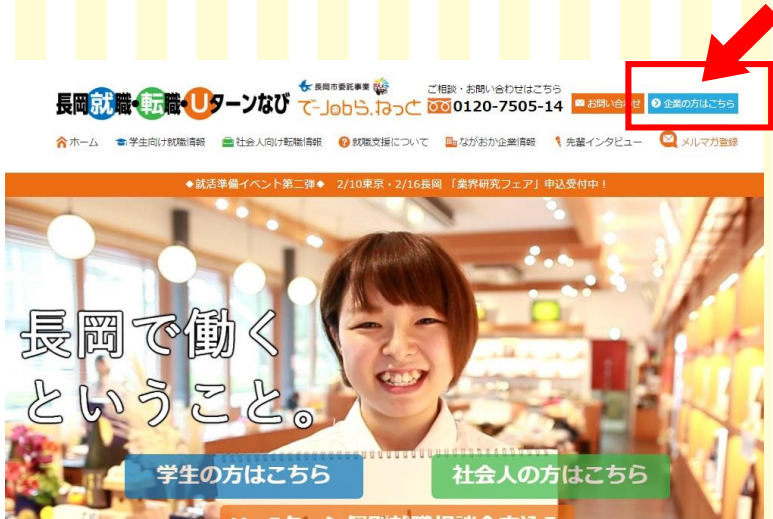 長岡市委託事業
ご相談・お問い合わせはこちら
長岡就職・転職・Uターンなび
で-Jobら、ねっと
0120-7505-14
お問い合わせ
企業の方はこちら
ホーム
学生向け就職情報
社会人向け転職情報
就職支援について
ながおか企業情報
先輩インタビュー
メルマガ登録
◆就活準備イベント第二弾◆ 2/10東京・2/16長岡 「業界研究フェア」申込受付中!
長岡で働く
ということ。
学生の方はこちら
社会人の方はこちら